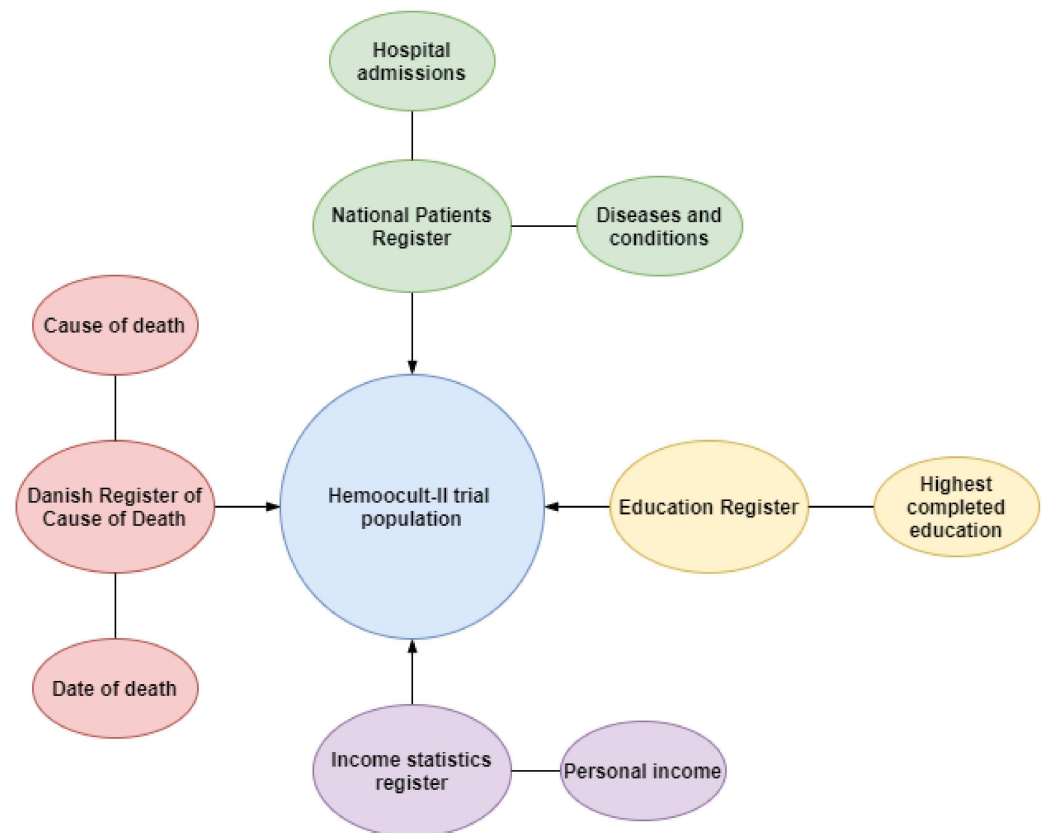 Hospital
admissions
National Patients
Register
Diseases and
conditions
Cause of death
Danish Register of
Cause of Death
Date of death
Hemoocult-II trial
population
Education Register
Highest
completed
education
Income statistics
register
Personal income